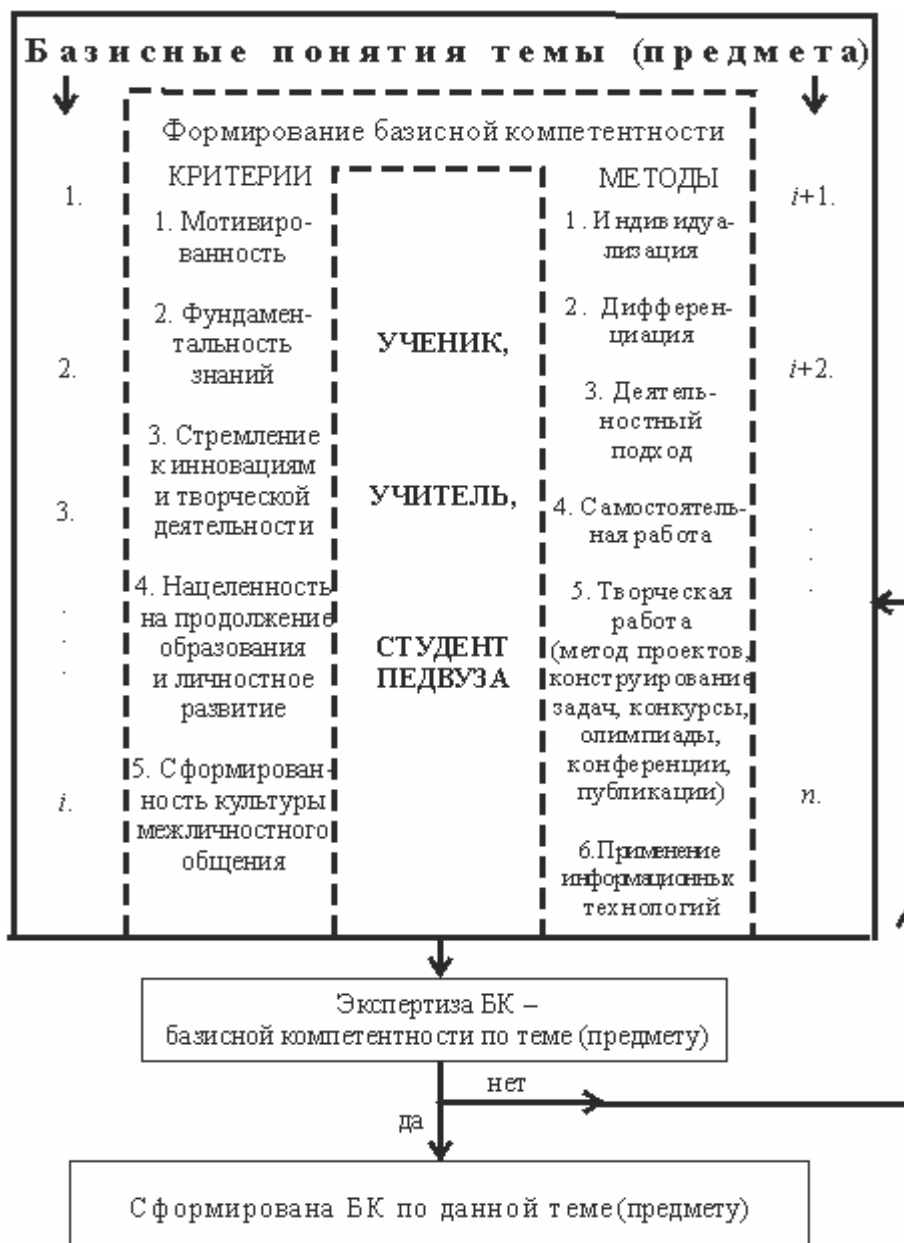 Базисные понятия темы (предмета)
Формирование базисной компетентности
1.
2.
3.
.
.
.
i.
КРИТЕРИИ
1. Мотивиро-
ванность
2. Фундамен-
тальность
знаний
3. Стремление
к инновациям
и творческой
деятельности
4. Нацеленность
на продолжение
образования
и личностное
развитие
5. Сформирован-
ность культуры
межличностного
общения
УЧЕНИК,
УЧИТЕЛЬ,
СТУДЕНТ
ПЕДВУЗА
МЕТОДЫ
1. Индивидуа-
лизация
2. Дифферен-
циация
3. Деятель-
ностный
подход
4. Самостоятель-
ная работа
5. Творческая
работа
(метод проектов,
конструирование
задач, конкурсы,
олимпиады,
конференции,
публикации)
6.Применение
информационных
технологий
i+1.
i+2.
.
.
.
n.
Экспертиза БК –
базисной компетентности по теме (предмету)
нет
да
Сформирована БК по данной теме (предмету)